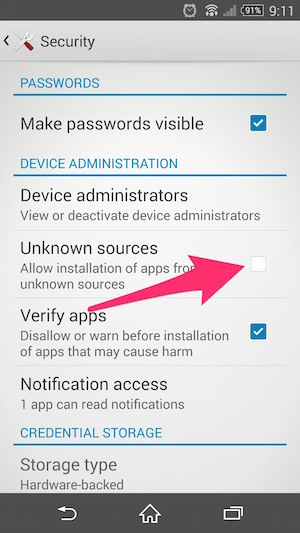 91% 9:11
Security
PASSWORDS
Make passwords visible
DEVICE ADMINISTRATION
Device administrators
View or deactivate device administrators
Unknown sources
Allow installation of apps from
unknown sources
Verify apps
Disallow or warn before installation
of apps that may cause harm
Notification access
1 app can read notifications
CREDENTIAL STORAGE
Storage type
Hardware-backed